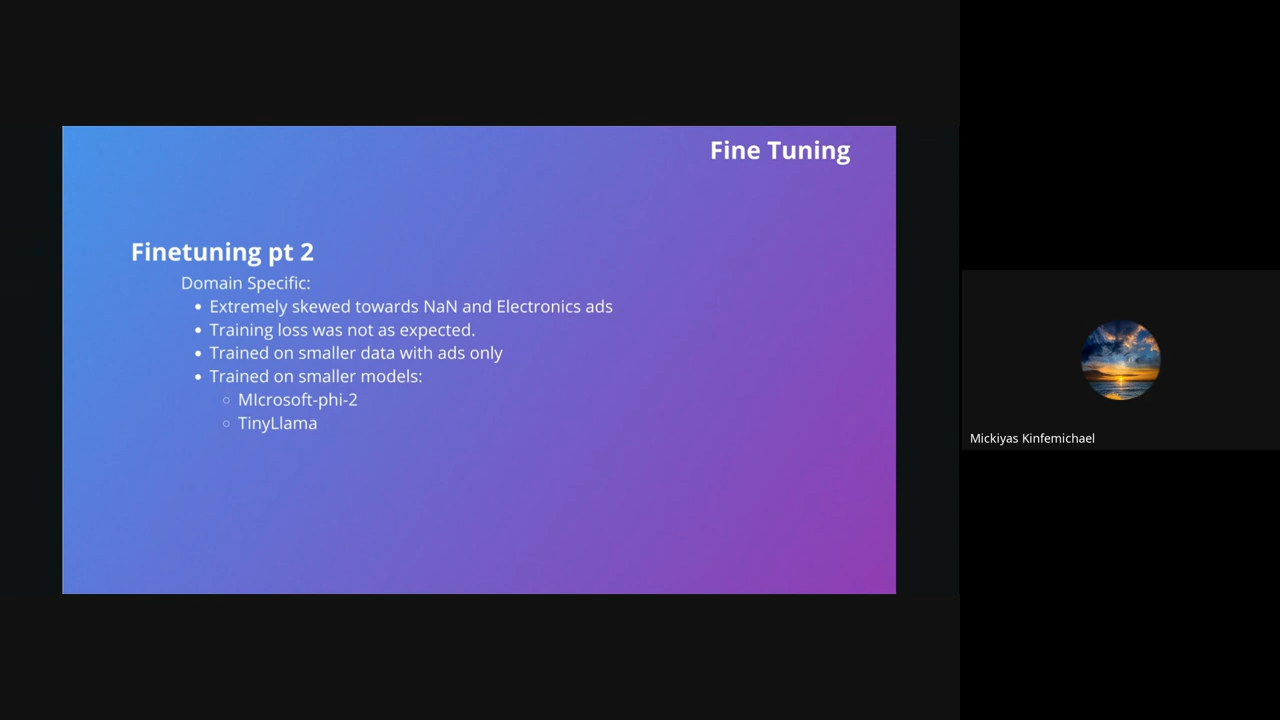 Fine Tuning
Finetuning pt 2
Domain Specific:
• Extremely skewed towards NaN and Electronics ads
• Training loss was not as expected.
• Trained on smaller data with ads only
• Trained on smaller models:
○ MIcrosoft-phi-2
○ TinyLlama
Mickiyas Kinfemichael